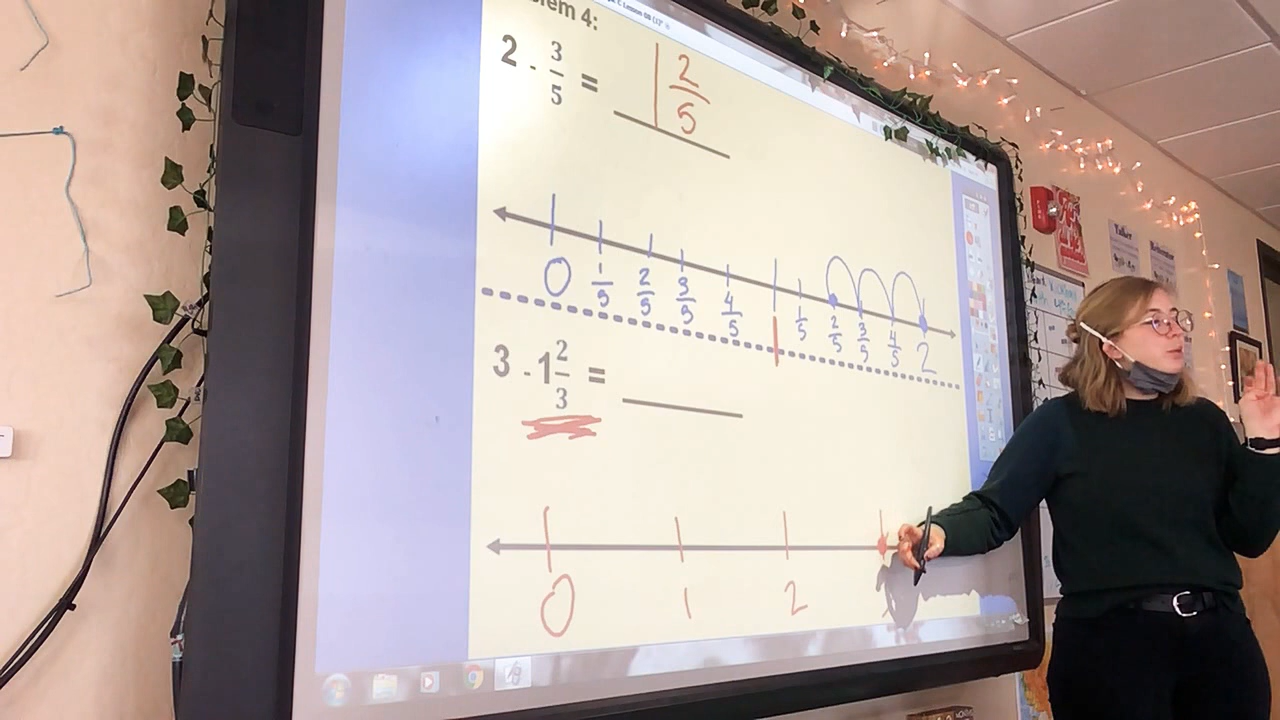 lem 4:
2 - 3/5 = 1 2/5
0 1/5 2/5 3/5 4/5 1 1/5 2/5 3/5 4/5 2
3 - 1 2/3 =
0 1 2